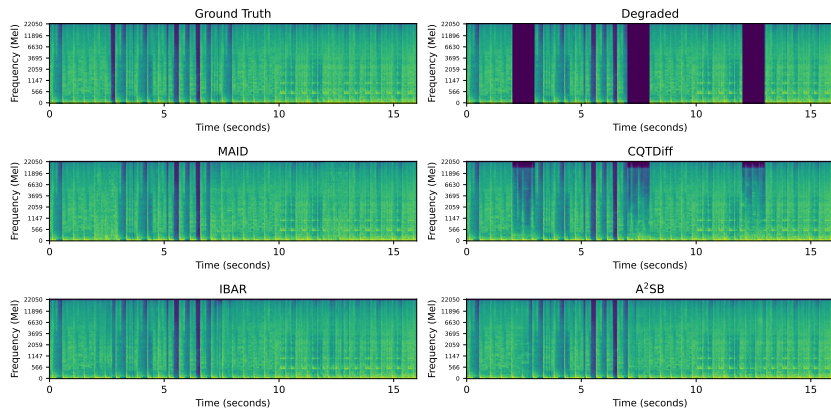 Ground Truth
Frequency (Mel)
22050
11896
6630
3695
2059
1147
566
0
0 5 10 15
Time (seconds)
Degraded
Frequency (Mel)
22050
11896
6630
3695
2059
1147
566
0
0 5 10 15
Time (seconds)
MAID
Frequency (Mel)
22050
11896
6630
3695
2059
1147
566
0
0 5 10 15
Time (seconds)
CQTDiff
Frequency (Mel)
22050
11896
6630
3695
2059
1147
566
0
0 5 10 15
Time (seconds)
IBAR
Frequency (Mel)
22050
11896
6630
3695
2059
1147
566
0
0 5 10 15
Time (seconds)
A²SB
Frequency (Mel)
22050
11896
6630
3695
2059
1147
566
0
0 5 10 15
Time (seconds)